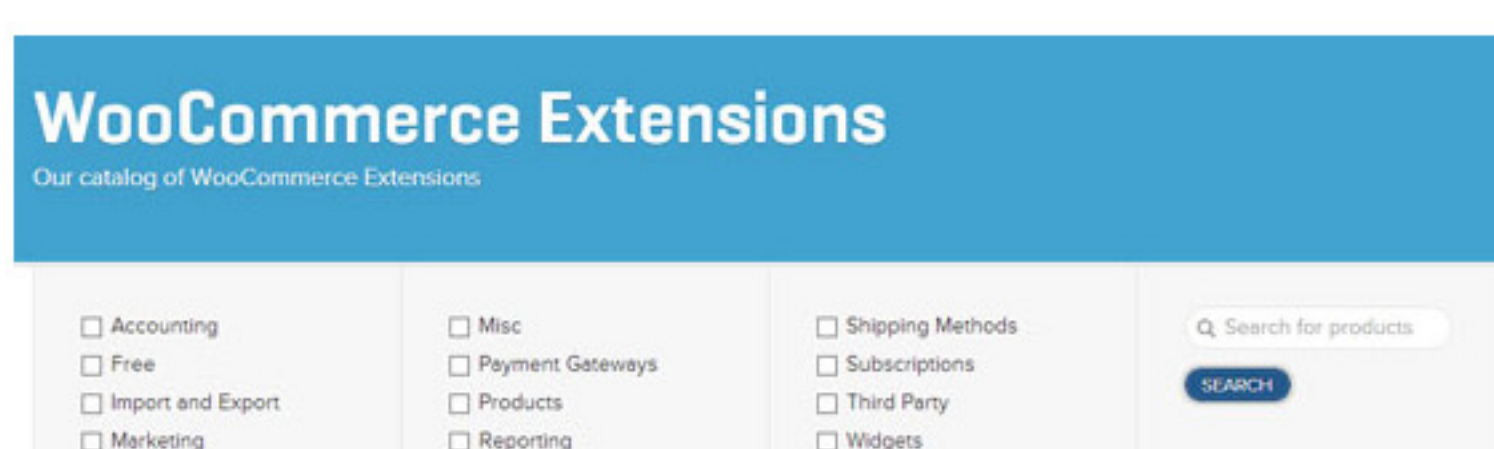 WooCommerce Extensions
Our catalog of WooCommerce Extensions
Accounting
Free
Import and Export
Marketing
Misc
Payment Gateways
Products
Reporting
Shipping Methods
Subscriptions
Third Party
Widgets
Search for products
SEARCH